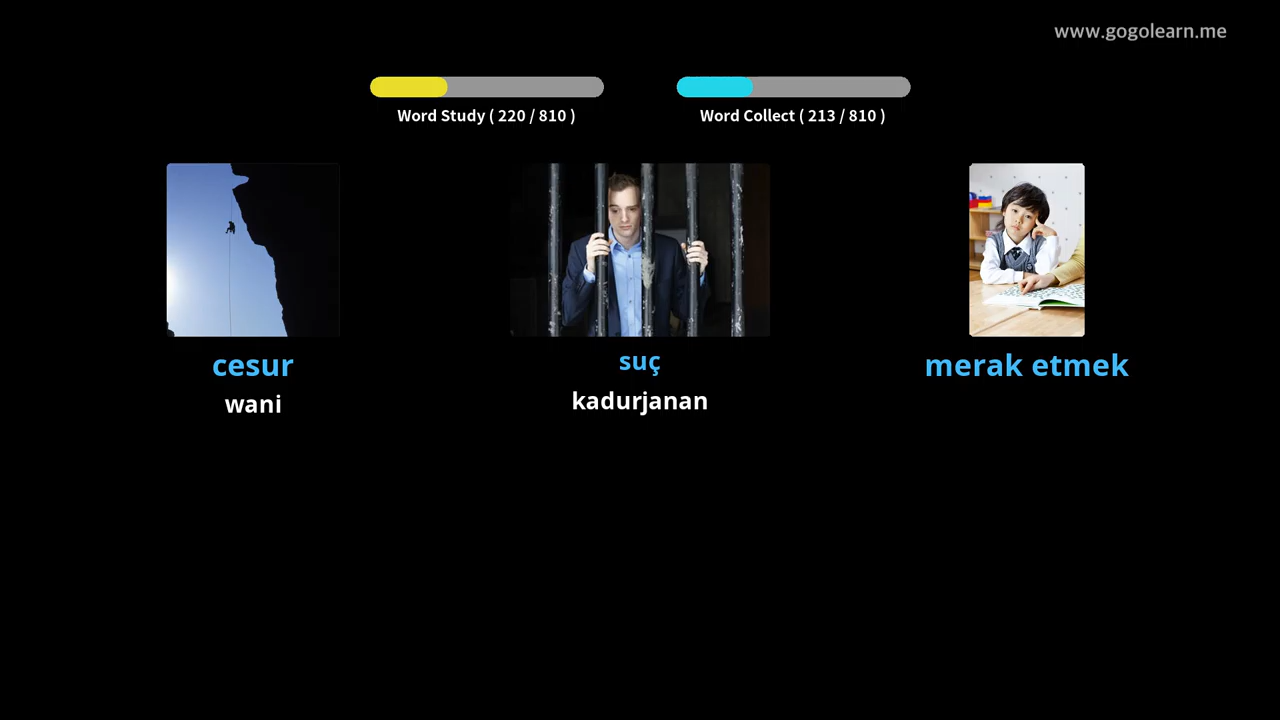 www.gogolearn.me
Word Study ( 220 / 810 )
Word Collect ( 213 / 810 )
cesur
wani
suç
kadurjanan
merak etmek